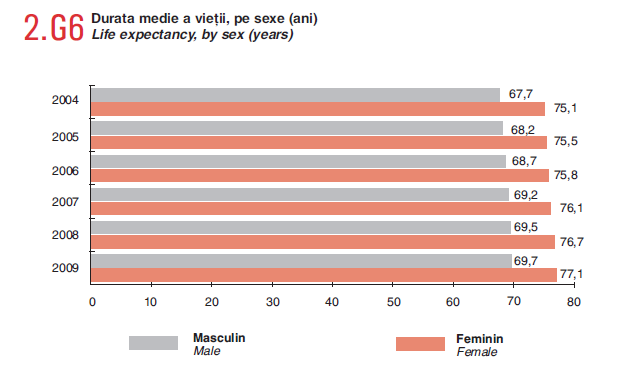 2.G6
Durata medie a vieții, pe sexe (ani)
Life expectancy, by sex (years)
2004
67,7
75,1
2005
68,2
75,5
2006
68,7
75,8
2007
69,2
76,1
2008
69,5
76,7
2009
69,7
77,1
0 10 20 30 40 50 60 70 80
Masculin
Male
Feminin
Female